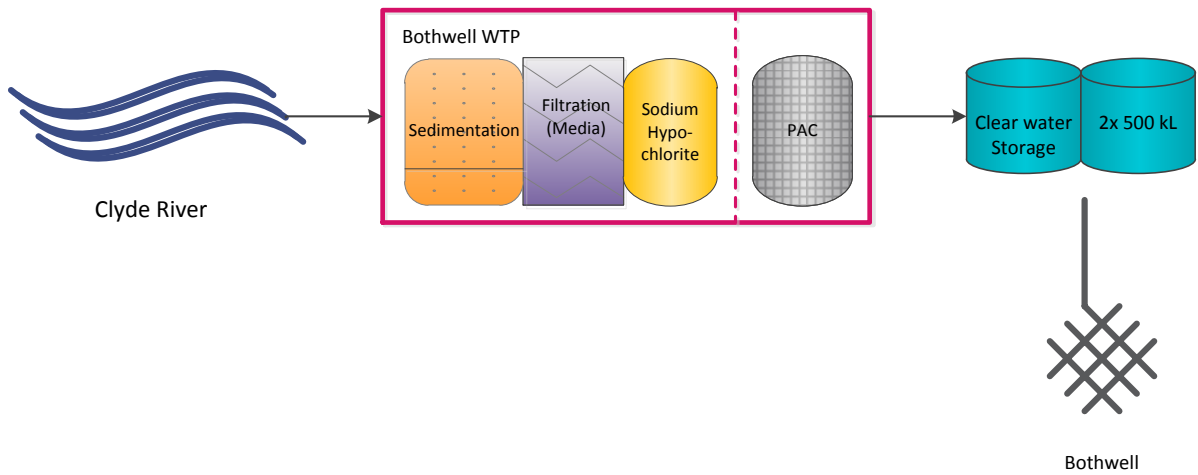 Bothwell WTP
Clyde River
Sedimentation
Filtration
(Media)
Sodium
Hypo-
chlorite
PAC
Clear water
Storage
2x 500 kL
Bothwell